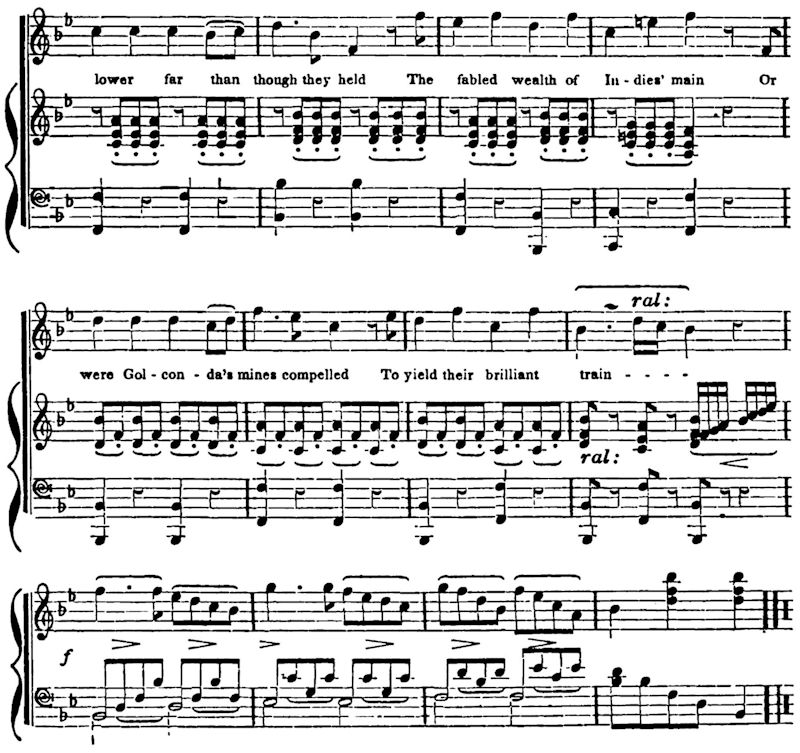 lower far than though they held The fabled wealth of In-dies' main Or
ral:
were Gol-con-da's mines compelled To yield their brilliant train - - - -
ral:
f